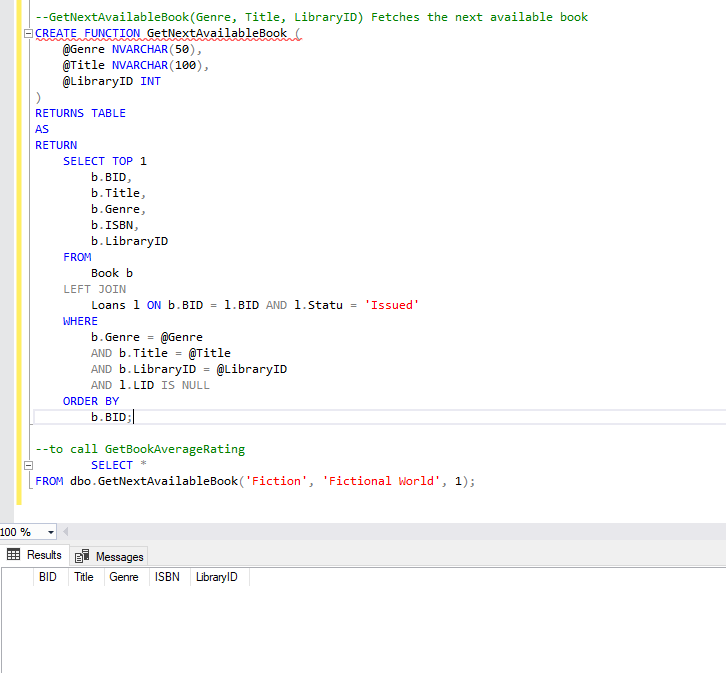 --GetNextAvailableBook(Genre, Title, LibraryID) Fetches the next available book
CREATE FUNCTION GetNextAvailableBook (
@Genre NVARCHAR(50),
@Title NVARCHAR(100),
@LibraryID INT
)
RETURNS TABLE
AS
RETURN
SELECT TOP 1
b.BID,
b.Title,
b.Genre,
b.ISBN,
b.LibraryID
FROM
Book b
LEFT JOIN
Loans l ON b.BID = l.BID AND l.Statu = 'Issued'
WHERE
b.Genre = @Genre
AND b.Title = @Title
AND b.LibraryID = @LibraryID
AND l.LID IS NULL
ORDER BY
b.BID;
--to call GetBookAverageRating
SELECT *
FROM dbo.GetNextAvailableBook('Fiction', 'Fictional World', 1);
100 %
Results Messages
BID Title Genre ISBN LibraryID